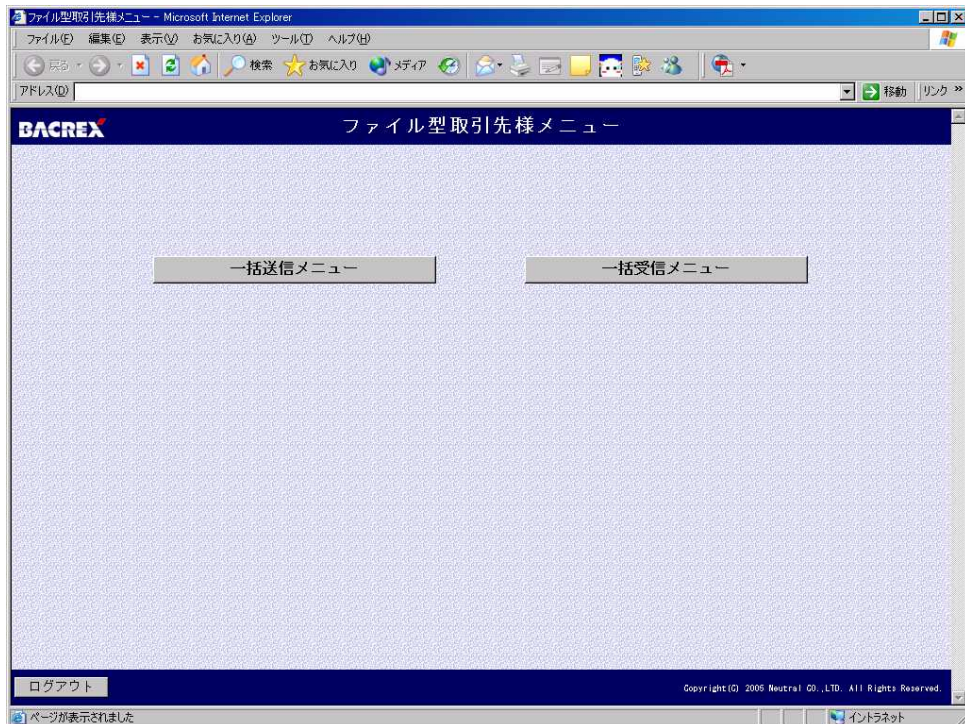 ファイル型取引先様メニュー - Microsoft Internet Explorer
ファイル(F) 編集(E) 表示(V) お気に入り(A) ツール(T) ヘルプ(H)
戻る 検索 お気に入り メディア
アドレス(D) 移動 リンク »
BACREX ファイル型取引先様メニュー
一括送信メニュー 一括受信メニュー
ログアウト Copyright(C) 2005 Neutral CO.,LTD. All Rights Reserved.
ページが表示されました イントラネット